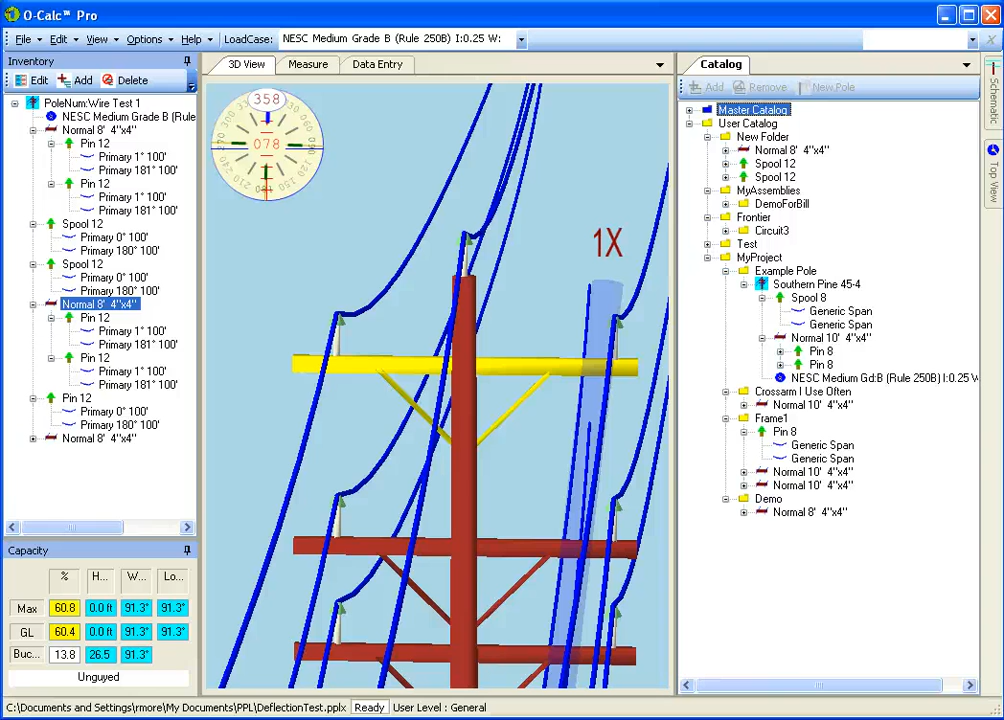 O-Calc™ Pro
File Edit View Options Help LoadCase: NESC Medium Grade B (Rule 250B) I:0.25 W:
Inventory
Edit Add Delete
PoleNum:Wire Test 1
NESC Medium Grade B (Rule
Normal 8' 4"x4"
Pin 12
Primary 1° 100'
Primary 181° 100'
Pin 12
Primary 1° 100'
Primary 181° 100'
Spool 12
Primary 0° 100'
Primary 180° 100'
Spool 12
Primary 0° 100'
Primary 180° 100'
Normal 8' 4"x4"
Pin 12
Primary 1° 100'
Primary 181° 100'
Pin 12
Primary 1° 100'
Primary 181° 100'
Pin 12
Primary 0° 100'
Primary 180° 100'
Normal 8' 4"x4"
Capacity
% H... W... Lo...
Max 60.8 0.0 ft 91.3° 91.3°
GL 60.4 0.0 ft 91.3° 91.3°
Buc... 13.8 26.5 91.3°
Unguyed
3D View Measure Data Entry
358
078
1X
Catalog
Add Remove New Pole
Master Catalog
User Catalog
New Folder
Normal 8' 4"x4"
Spool 12
Spool 12
MyAssemblies
DemoForBill
Frontier
Circuit3
Test
MyProject
Example Pole
Southern Pine 45-4
Spool 8
Generic Span
Generic Span
Normal 10' 4"x4"
Pin 8
Pin 8
NESC Medium Gd:B (Rule 250B) I:0.25 W
Crossarm I Use Often
Normal 10' 4"x4"
Frame1
Pin 8
Generic Span
Generic Span
Normal 10' 4"x4"
Normal 10' 4"x4"
Demo
Normal 8' 4"x4"
Schematic
Top View
C:\Documents and Settings\rmore\My Documents\PPL\DeflectionTest.pplx Ready User Level : General